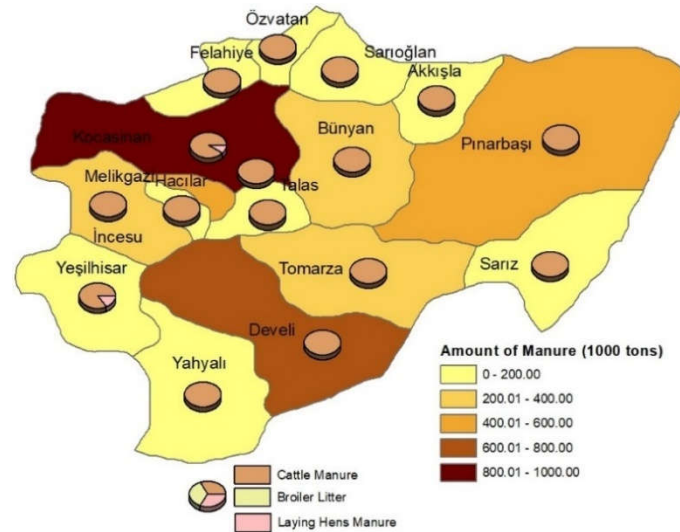 Özvatan
Felahiye
Sarıoğlan
Akkışla
Kocasinan
Bünyan
Pınarbaşı
Melikgazi
Hacılar
Talas
İncesu
Yeşilhisar
Tomarza
Sarız
Develi
Yahyalı
Amount of Manure (1000 tons)
0 - 200.00
200.01 - 400.00
400.01 - 600.00
600.01 - 800.00
800.01 - 1000.00
Cattle Manure
Broiler Litter
Laying Hens Manure